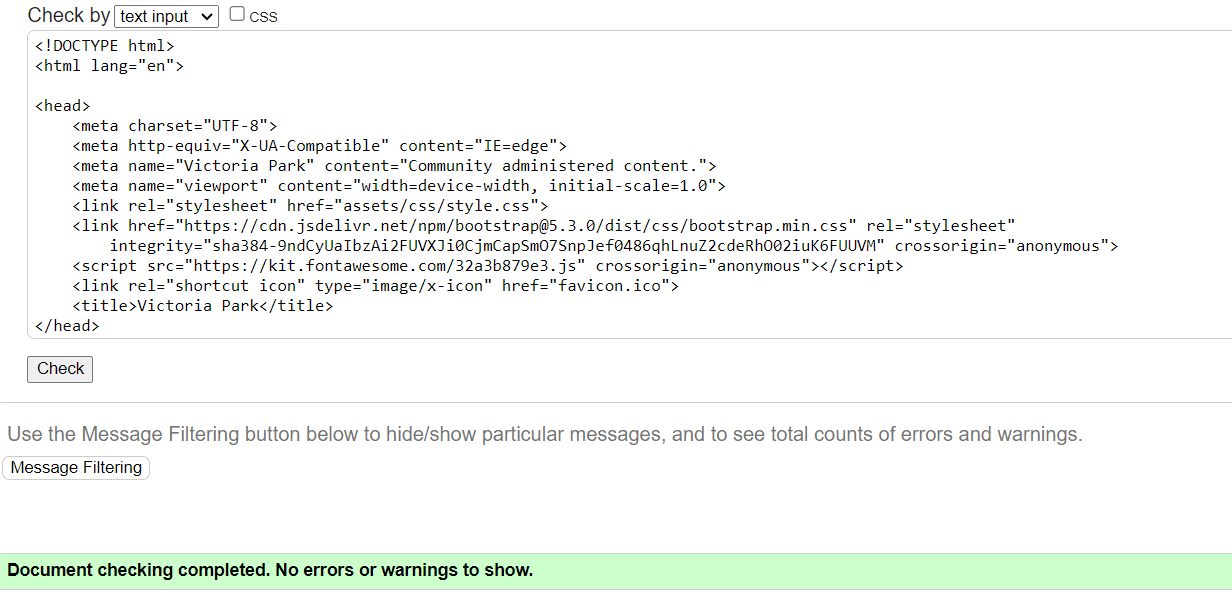 Check by text input CSS
<!DOCTYPE html>
<html lang="en">
<head>
<meta charset="UTF-8">
<meta http-equiv="X-UA-Compatible" content="IE=edge">
<meta name="Victoria Park" content="Community administered content.">
<meta name="viewport" content="width=device-width, initial-scale=1.0">
<link rel="stylesheet" href="assets/css/style.css">
<link href="https://cdn.jsdelivr.net/npm/bootstrap@5.3.0/dist/css/bootstrap.min.css" rel="stylesheet"
integrity="sha384-9ndCyUaIbzAi2FUVXJi0CjmCapSmO7SnpJef0486qhLnuZ2cdeRhO02iuK6FUUVM" crossorigin="anonymous">
<script src="https://kit.fontawesome.com/32a3b879e3.js" crossorigin="anonymous"></script>
<link rel="shortcut icon" type="image/x-icon" href="favicon.ico">
<title>Victoria Park</title>
</head>
Check
Use the Message Filtering button below to hide/show particular messages, and to see total counts of errors and warnings.
Message Filtering
Document checking completed. No errors or warnings to show.